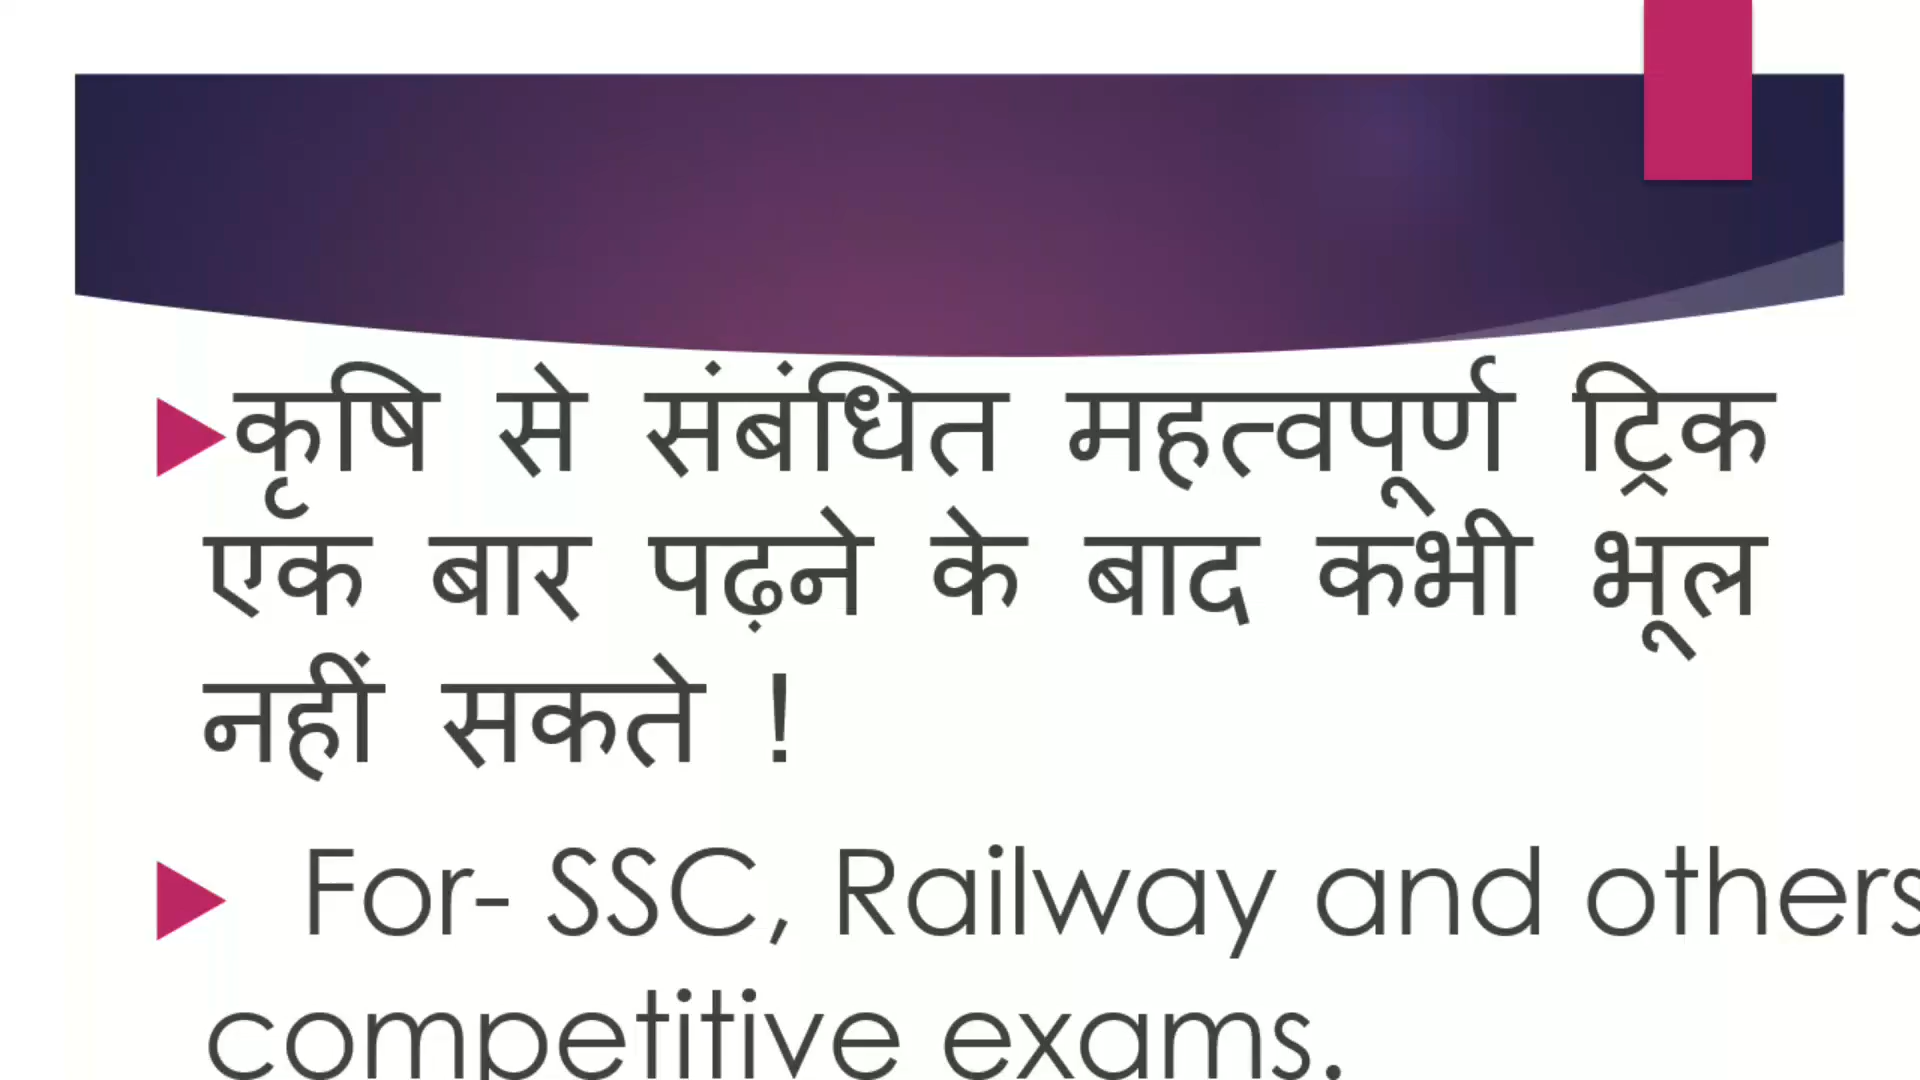 कृषि से संबंधित महत्वपूर्ण ट्रिक
एक बार पढ़ने के बाद कभी भूल
नहीं सकते !
For- SSC, Railway and others
competitive exams.